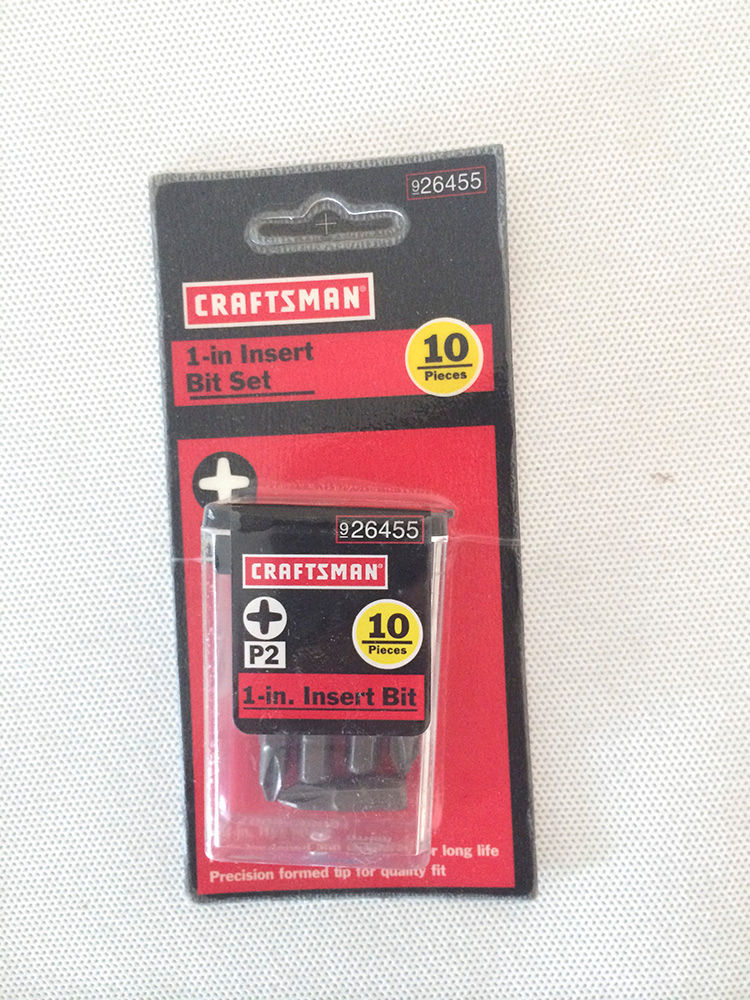 926455
CRAFTSMAN®
1-in Insert
Bit Set
10
Pieces
926455
CRAFTSMAN®
P2
10
Pieces
1-in. Insert Bit
r long life
Precision formed tip for quality fit